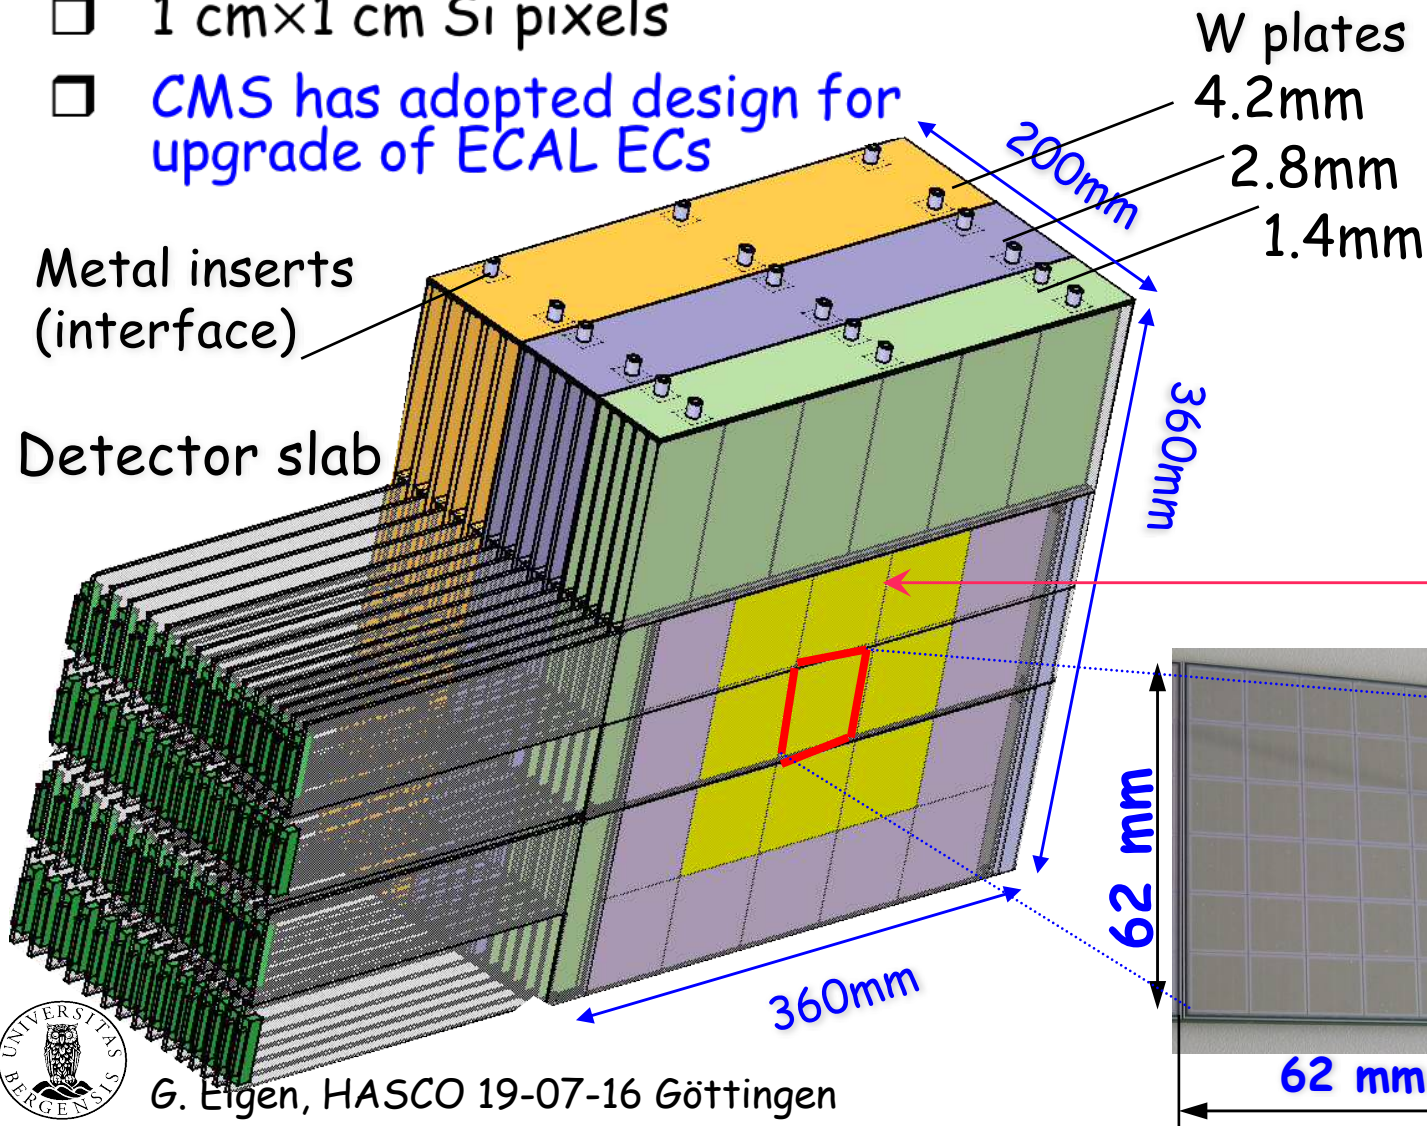 1 cm×1 cm Si pixels
CMS has adopted design for
upgrade of ECAL ECs
W plates
4.2mm
2.8mm
1.4mm
200mm
Metal inserts
(interface)
360mm
Detector slab
62 mm
360mm
62 mm
UNIVERSITAS BERGENSIS
G. Eigen, HASCO 19-07-16 Göttingen